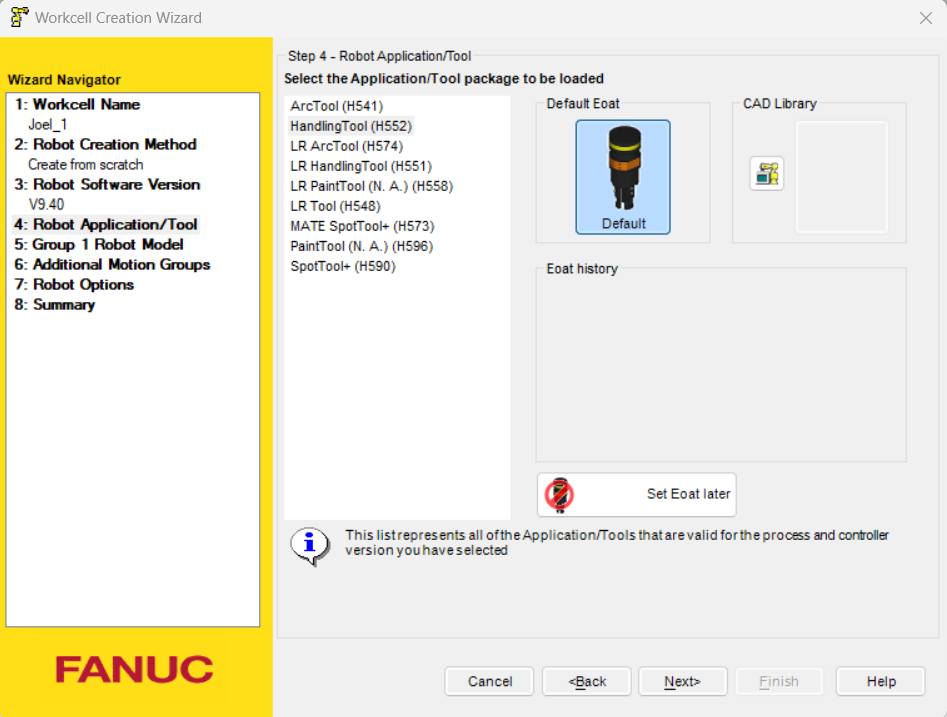 Workcell Creation Wizard
Wizard Navigator
1: Workcell Name
Joel_1
2: Robot Creation Method
Create from scratch
3: Robot Software Version
V9.40
4: Robot Application/Tool
5: Group 1 Robot Model
6: Additional Motion Groups
7: Robot Options
8: Summary
FANUC
Step 4 - Robot Application/Tool
Select the Application/Tool package to be loaded
ArcTool (H541)
HandlingTool (H552)
LR ArcTool (H574)
LR HandlingTool (H551)
LR PaintTool (N. A.) (H558)
LR Tool (H548)
MATE SpotTool+ (H573)
PaintTool (N. A.) (H596)
SpotTool+ (H590)
Default Eoat
Default
CAD Library
Eoat history
Set Eoat later
This list represents all of the Application/Tools that are valid for the process and controller
version you have selected
Cancel
<Back
Next>
Finish
Help